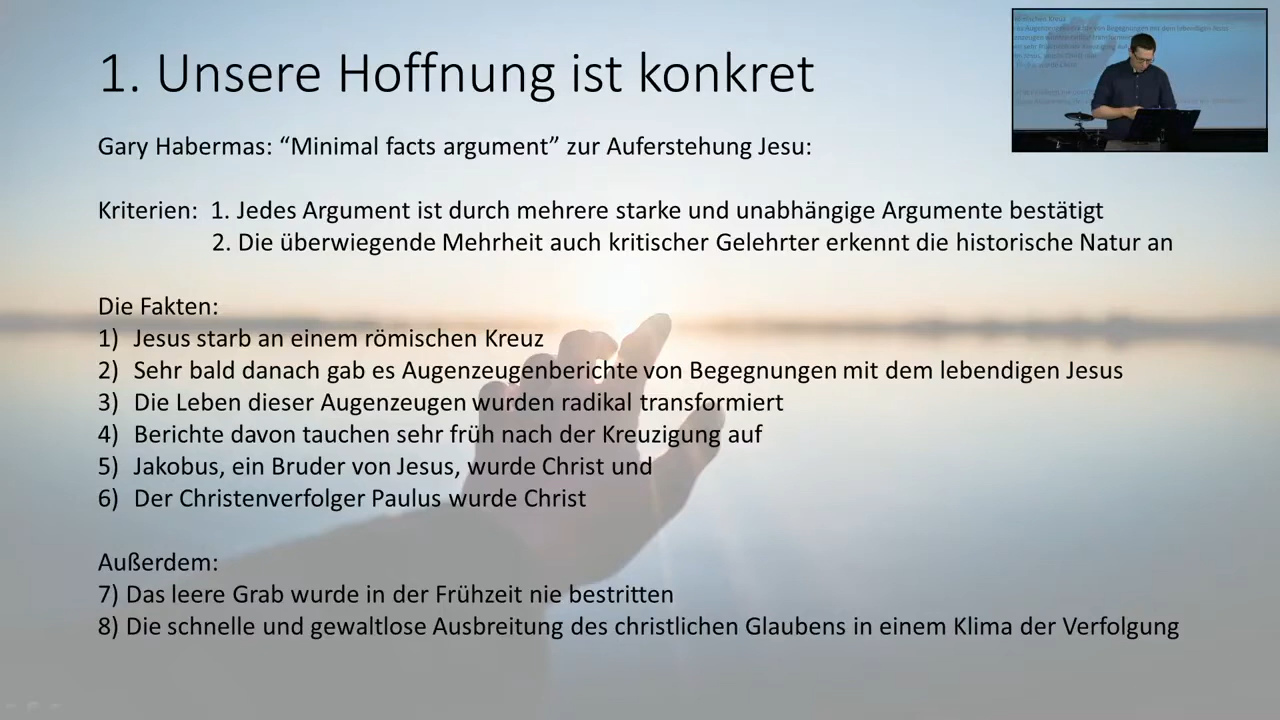 1. Unsere Hoffnung ist konkret
Gary Habermas: “Minimal facts argument” zur Auferstehung Jesu:
Kriterien: 1. Jedes Argument ist durch mehrere starke und unabhängige Argumente bestätigt
2. Die überwiegende Mehrheit auch kritischer Gelehrter erkennt die historische Natur an
Die Fakten:
1) Jesus starb an einem römischen Kreuz
2) Sehr bald danach gab es Augenzeugenberichte von Begegnungen mit dem lebendigen Jesus
3) Die Leben dieser Augenzeugen wurden radikal transformiert
4) Berichte davon tauchen sehr früh nach der Kreuzigung auf
5) Jakobus, ein Bruder von Jesus, wurde Christ und
6) Der Christenverfolger Paulus wurde Christ
Außerdem:
7) Das leere Grab wurde in der Frühzeit nie bestritten
8) Die schnelle und gewaltlose Ausbreitung des christlichen Glaubens in einem Klima der Verfolgung